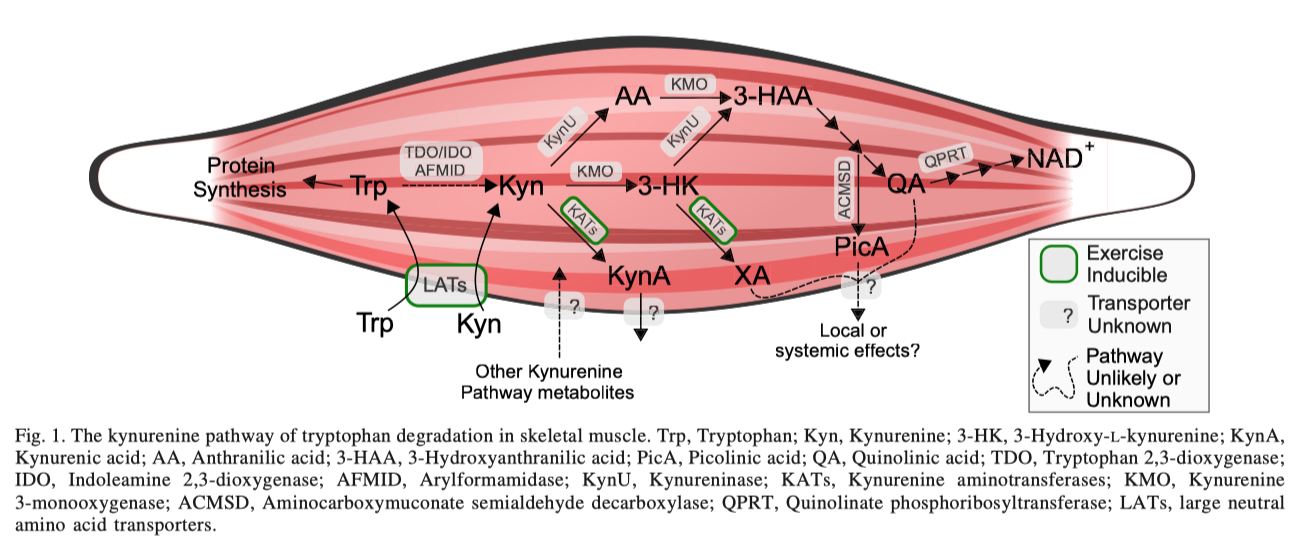 AA
KMO
3-HAA
KynU
KynU
Protein
Synthesis
Trp
TDO/IDO
AFMID
Kyn
KMO
3-HK
ACMSD
QA
QPRT
NAD+
KATs
KATs
KynA
XA
PicA
LATs
Trp
Kyn
?
?
?
Other Kynurenine
Pathway metabolites
Local or
systemic effects?
Exercise
Inducible
?
Transporter
Unknown
Pathway
Unlikely or
Unknown
Fig. 1. The kynurenine pathway of tryptophan degradation in skeletal muscle. Trp, Tryptophan; Kyn, Kynurenine; 3-HK, 3-Hydroxy-L-kynurenine; KynA,
Kynurenic acid; AA, Anthranilic acid; 3-HAA, 3-Hydroxyanthranilic acid; PicA, Picolinic acid; QA, Quinolinic acid; TDO, Tryptophan 2,3-dioxygenase;
IDO, Indoleamine 2,3-dioxygenase; AFMID, Arylformamidase; KynU, Kynureninase; KATs, Kynurenine aminotransferases; KMO, Kynurenine
3-monooxygenase; ACMSD, Aminocarboxymuconate semialdehyde decarboxylase; QPRT, Quinolinate phosphoribosyltransferase; LATs, large neutral
amino acid transporters.